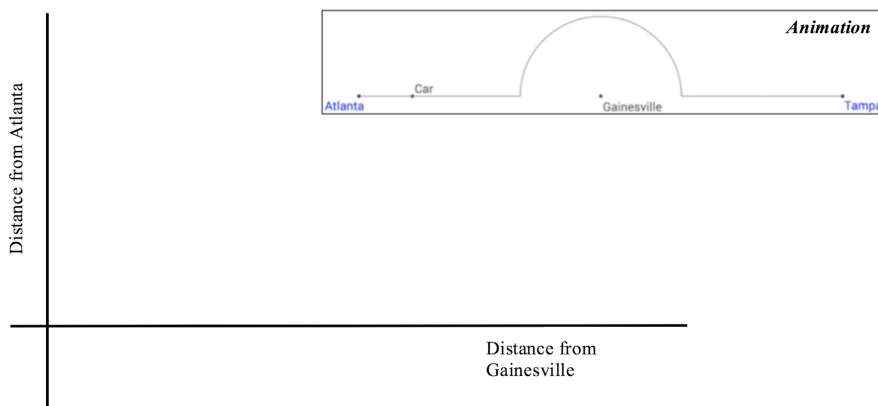 Animation
Car
Atlanta
Gainesville
Tampa
Distance from Atlanta
Distance from
Gainesville